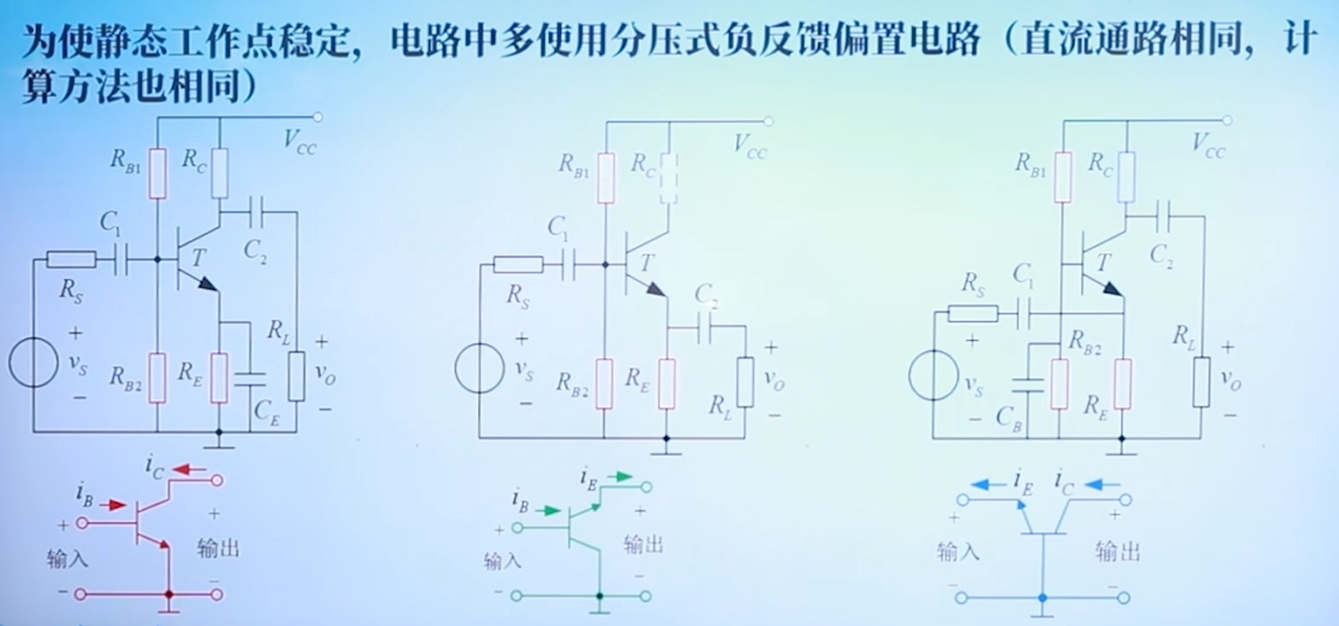 为使静态工作点稳定，电路中多使用分压式负反馈偏置电路（直流通路相同，计
算方法也相同）
R_{B1} R_C V_{CC}
C_1 T C_2
R_S
+ v_S −
R_{B2} R_E C_E R_L + v_O −
R_{B1} R_C V_{CC}
C_1 T C_2
R_S
+ v_S −
R_{B2} R_E R_L + v_O −
R_{B1} R_C V_{CC}
C_1 T C_2
R_S
+ v_S −
C_B R_{B2} R_E R_L + v_O −
i_B i_C
+ +
输入 输出
− −
i_B i_E
+ +
输入 输出
− −
i_E i_C
+ +
输入 输出
− −